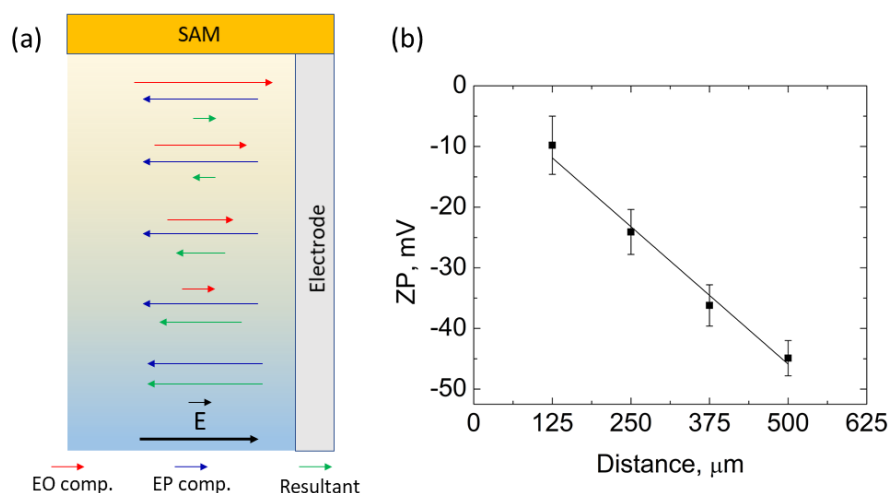 (a)
SAM
Electrode
E
EO comp.
EP comp.
Resultant
(b)
ZP, mV
0
-10
-20
-30
-40
-50
0 125 250 375 500 625
Distance, μm